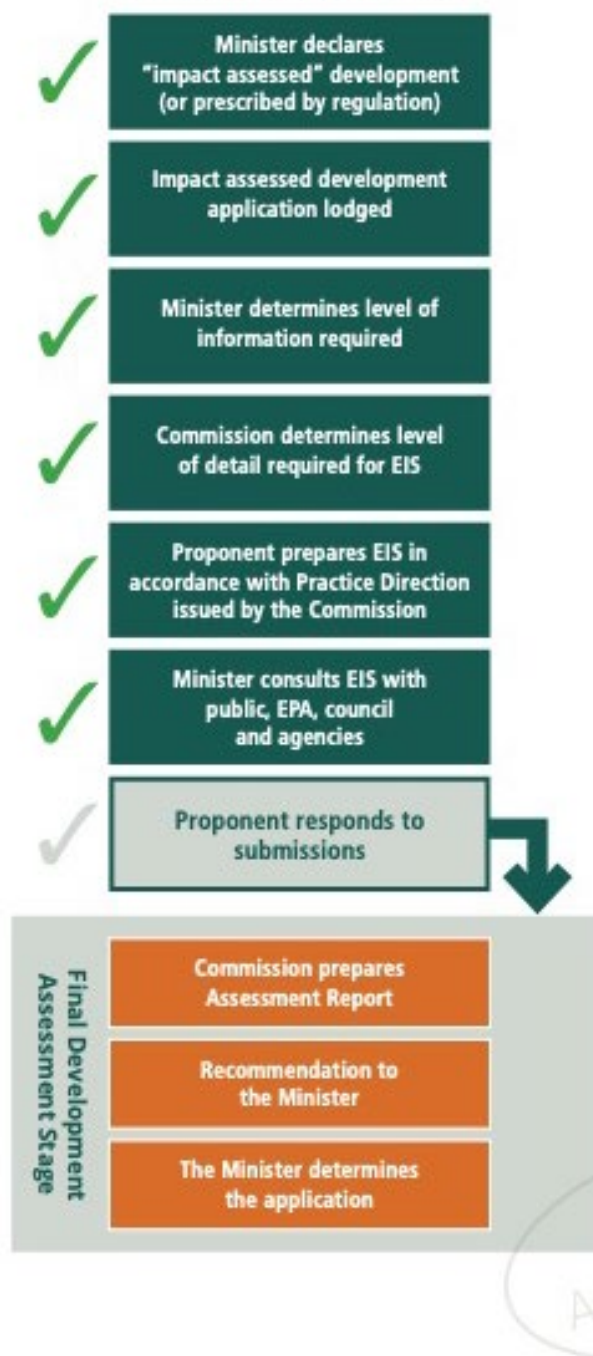 Minister declares
"impact assessed" development
(or prescribed by regulation)
Impact assessed development
application lodged
Minister determines level of
information required
Commission determines level
of detail required for EIS
Proponent prepares EIS in
accordance with Practice Direction
issued by the Commission
Minister consults EIS with
public, EPA, council
and agencies
Proponent responds to
submissions
Final Development
Assessment Stage
Commission prepares
Assessment Report
Recommendation to
the Minister
The Minister determines
the application